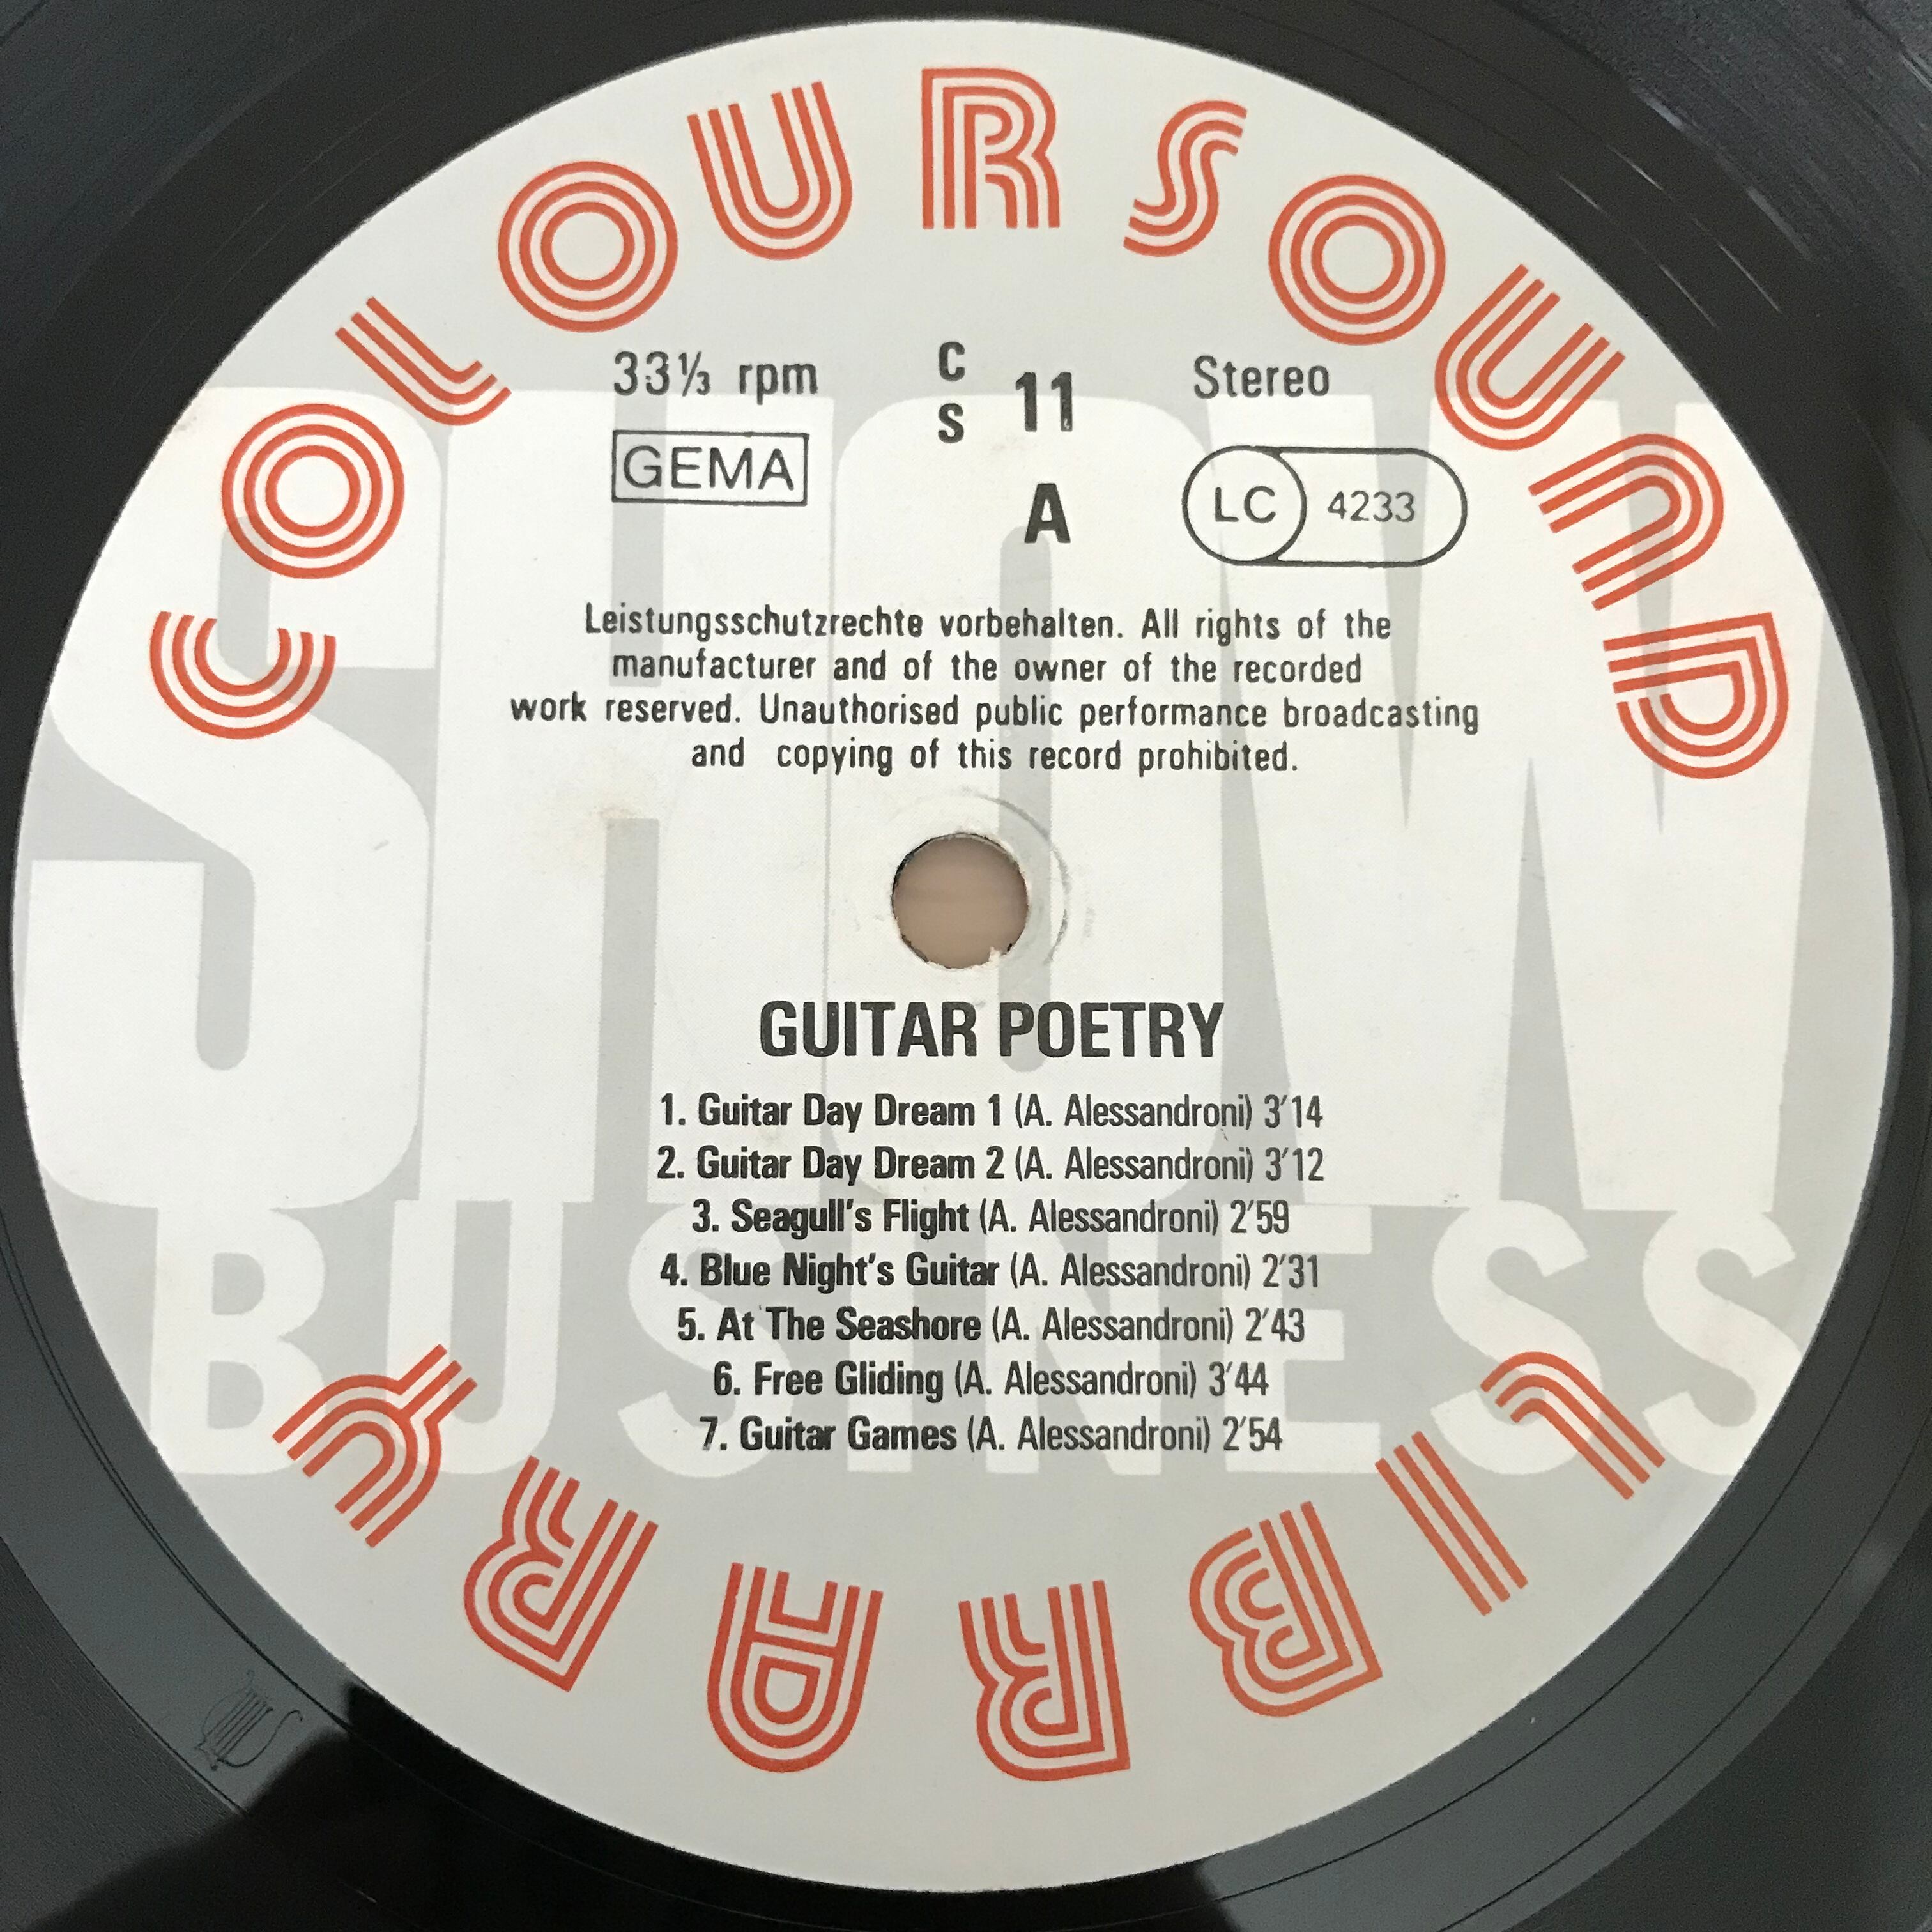 COLOURSOUND
33⅓ rpm
C
S
11
Stereo
GEMA
A
LC 4233
Leistungsschutzrechte vorbehalten. All rights of the
manufacturer and of the owner of the recorded
work reserved. Unauthorised public performance broadcasting
and copying of this record prohibited.
SHOW
BUSINESS
GUITAR POETRY
1. Guitar Day Dream 1 (A. Alessandroni) 3'14
2. Guitar Day Dream 2 (A. Alessandroni) 3'12
3. Seagull's Flight (A. Alessandroni) 2'59
4. Blue Night's Guitar (A. Alessandroni) 2'31
5. At The Seashore (A. Alessandroni) 2'43
6. Free Gliding (A. Alessandroni) 3'44
7. Guitar Games (A. Alessandroni) 2'54
LIBRARY